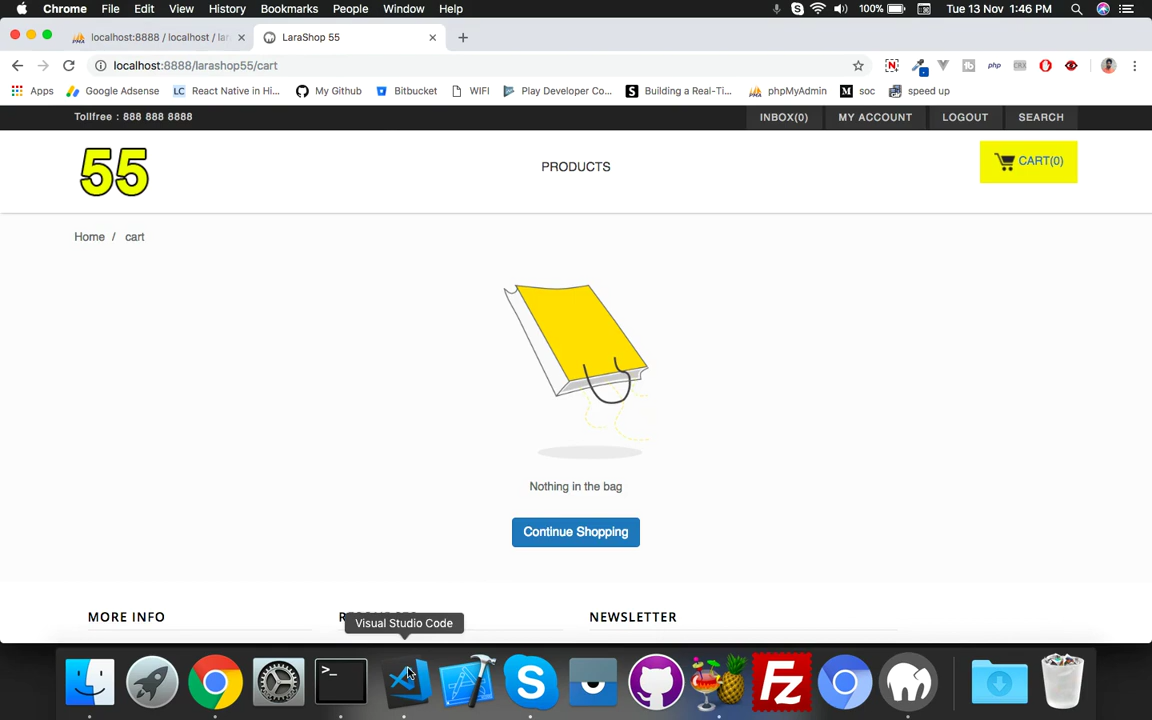 Chrome File Edit View History Bookmarks People Window Help 100% Tue 13 Nov 1:46 PM
localhost:8888 / localhost / lar
LaraShop 55
localhost:8888/larashop55/cart
Apps Google Adsense LC React Native in Hi... My Github Bitbucket WIFI Play Developer Co... S Building a Real-Ti... phpMyAdmin M soc speed up
Tollfree : 888 888 8888
INBOX(0) MY ACCOUNT LOGOUT SEARCH
55
PRODUCTS
CART(0)
Home / cart
Nothing in the bag
Continue Shopping
MORE INFO
NEWSLETTER
Visual Studio Code